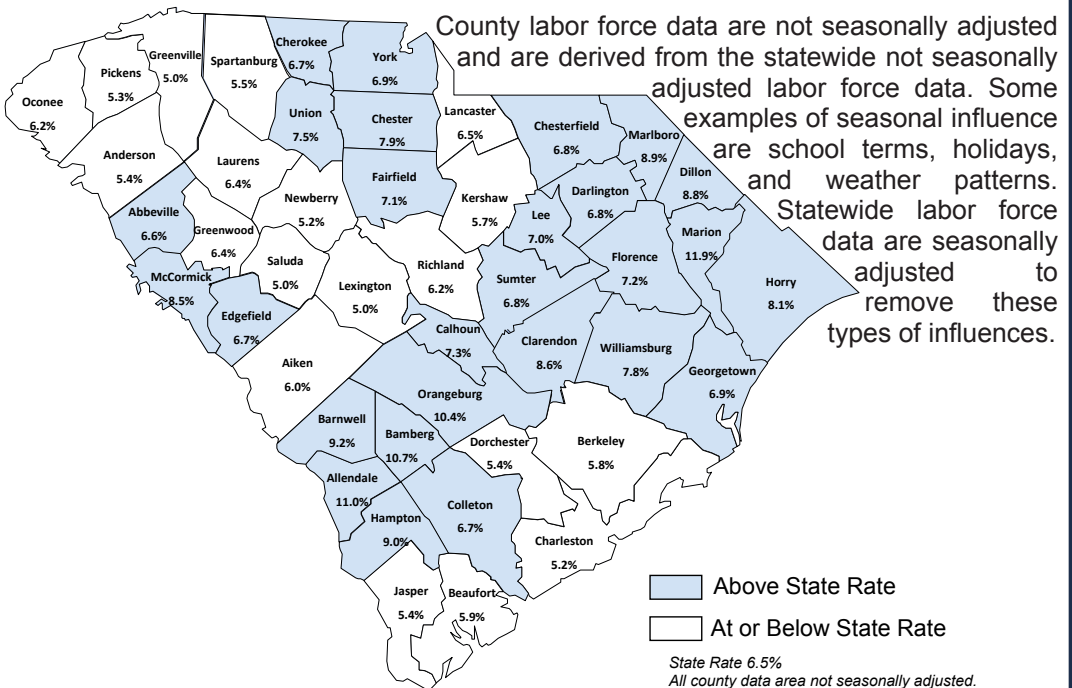 County labor force data are not seasonally adjusted
and are derived from the statewide not seasonally
adjusted labor force data. Some
examples of seasonal influence
are school terms, holidays,
and weather patterns.
Statewide labor force
data are seasonally
adjusted to
remove these
types of influences.
Cherokee
6.7%
York
6.9%
Greenville
5.0%
Spartanburg
5.5%
Pickens
5.3%
Oconee
6.2%
Union
7.5%
Chester
7.9%
Lancaster
6.5%
Chesterfield
6.8%
Marlboro
8.9%
Anderson
5.4%
Laurens
6.4%
Fairfield
7.1%
Darlington
6.8%
Dillon
8.8%
Newberry
5.2%
Kershaw
5.7%
Lee
7.0%
Abbeville
6.6%
Greenwood
6.4%
Marion
11.9%
Saluda
5.0%
Richland
6.2%
Florence
7.2%
McCormick
8.5%
Lexington
5.0%
Sumter
6.8%
Horry
8.1%
Edgefield
6.7%
Calhoun
7.3%
Clarendon
8.6%
Williamsburg
7.8%
Aiken
6.0%
Georgetown
6.9%
Orangeburg
10.4%
Barnwell
9.2%
Bamberg
10.7%
Dorchester
5.4%
Berkeley
5.8%
Allendale
11.0%
Colleton
6.7%
Hampton
9.0%
Charleston
5.2%
Jasper
5.4%
Beaufort
5.9%
Above State Rate
At or Below State Rate
State Rate 6.5%
All county data area not seasonally adjusted.